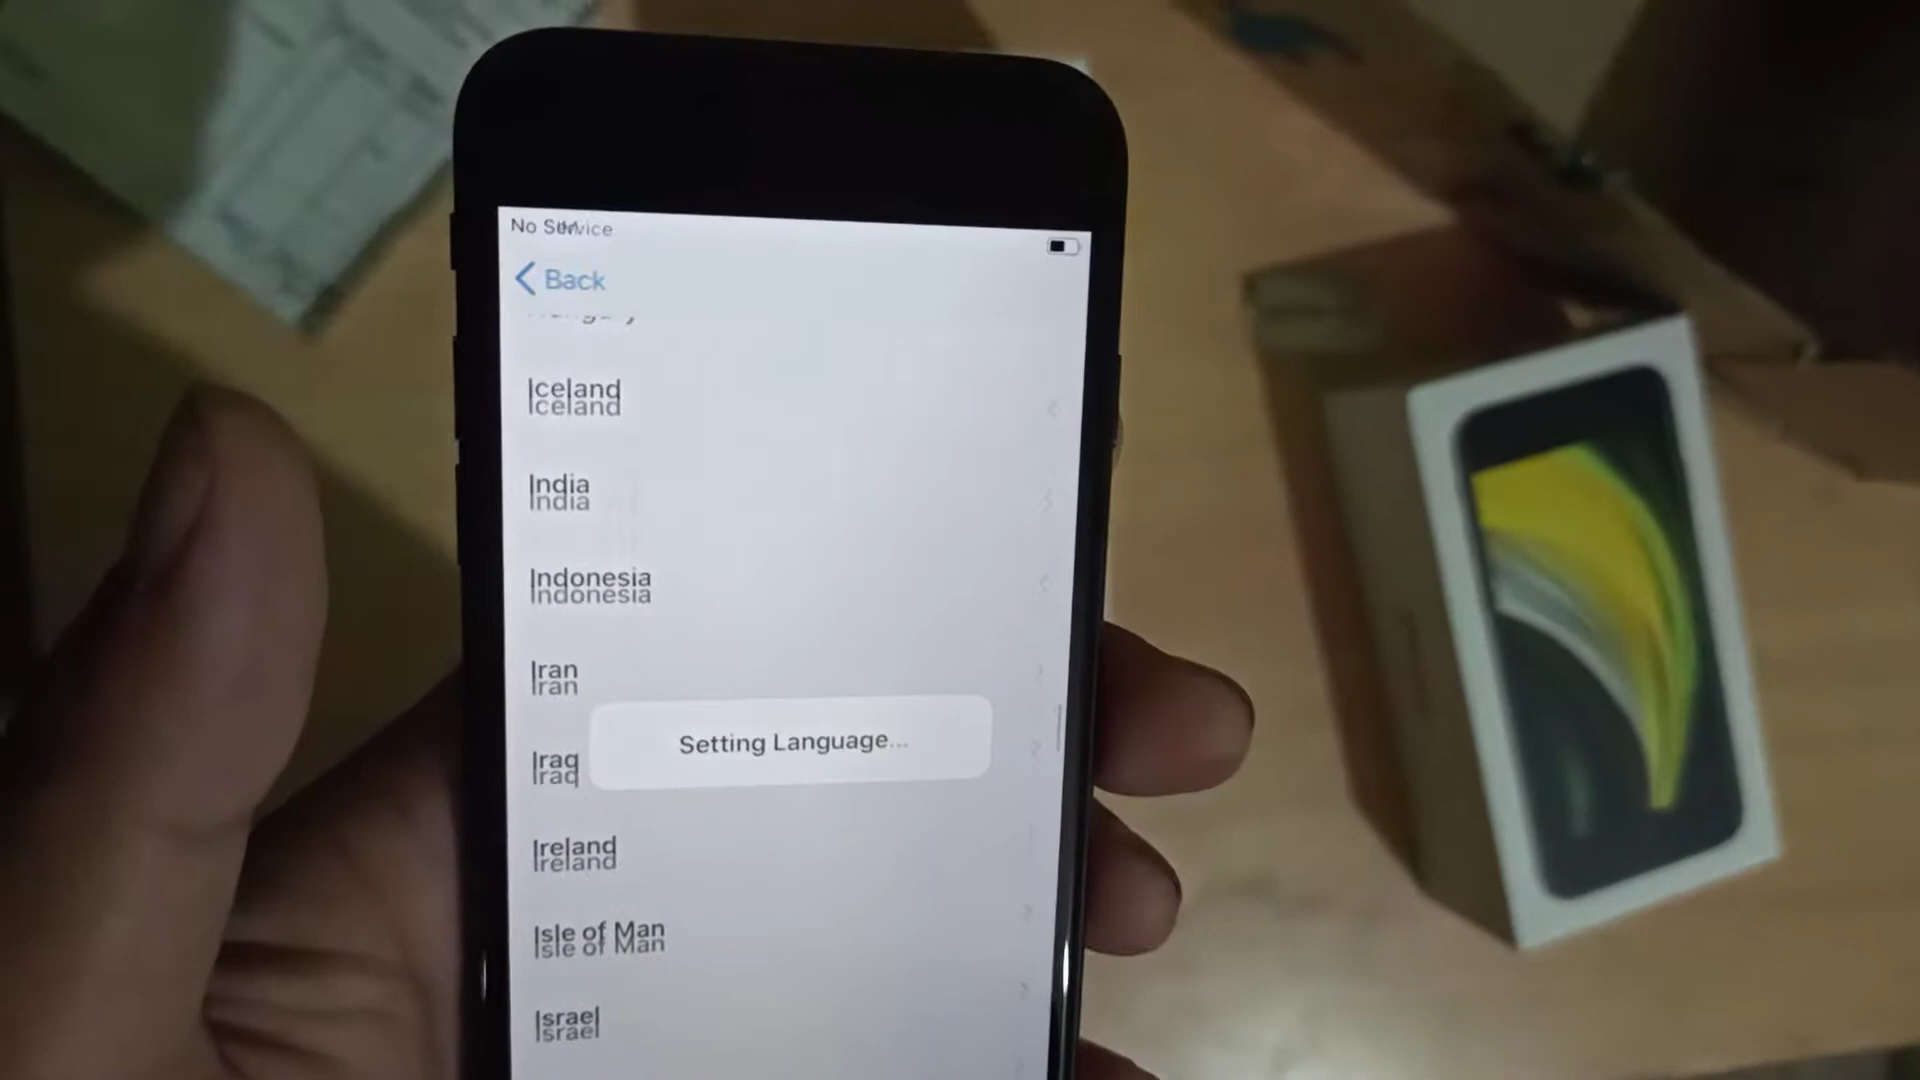 No Service
Back
Iceland
India
Indonesia
Iran
Iraq
Setting Language...
Ireland
Isle of Man
Israel